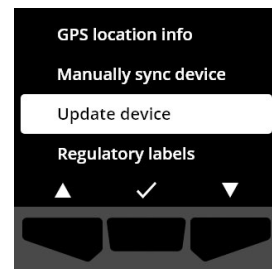 GPS location info
Manually sync device
Update device
Regulatory labels